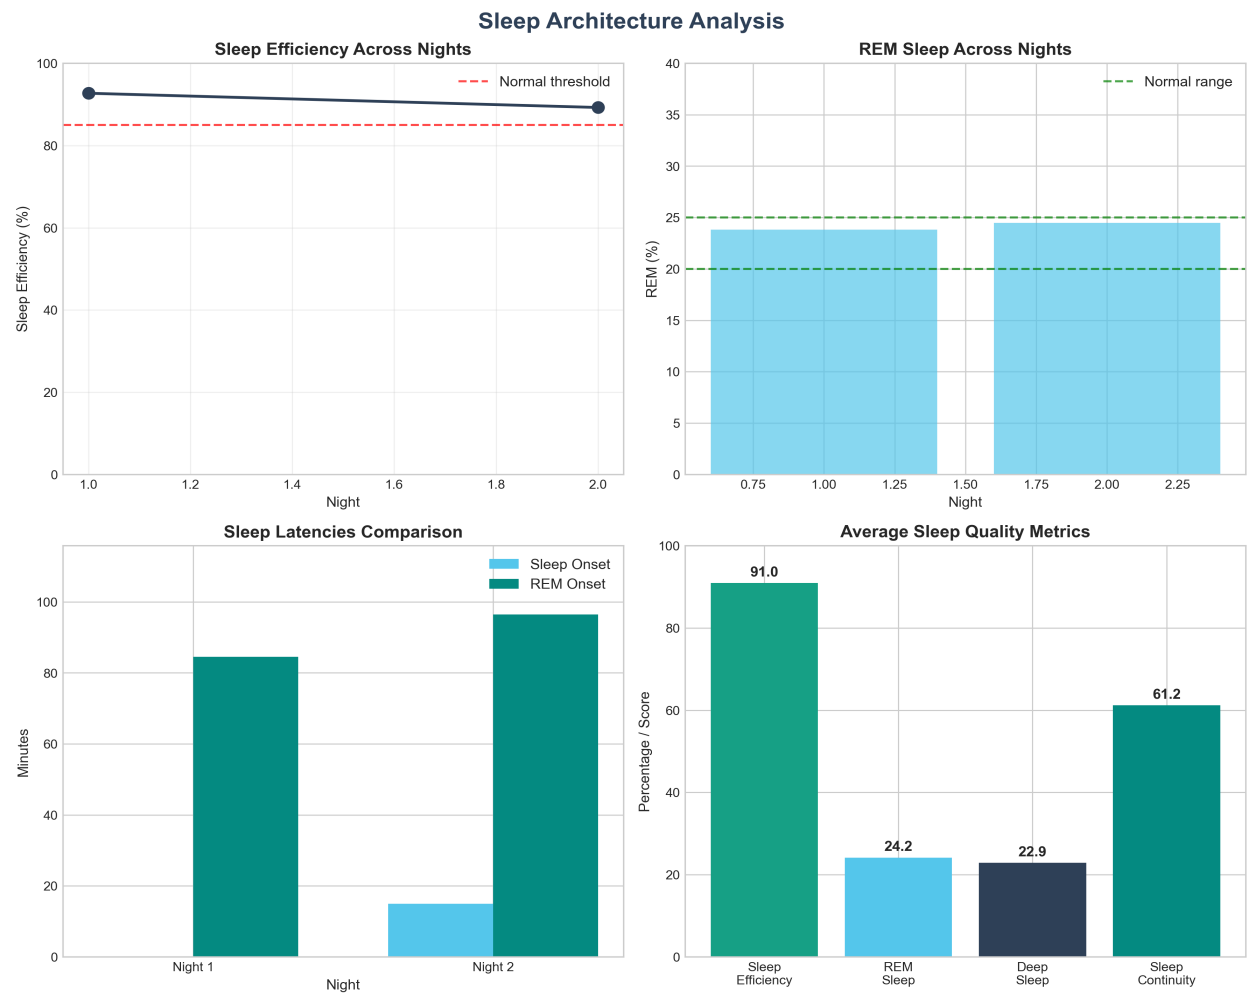 Sleep Architecture Analysis
Sleep Efficiency Across Nights
100
80
60
40
20
0
Sleep Efficiency (%)
Normal threshold
1.0 1.2 1.4 1.6 1.8 2.0
Night
REM Sleep Across Nights
40
35
30
25
20
15
10
5
0
REM (%)
Normal range
0.75 1.00 1.25 1.50 1.75 2.00 2.25
Night
Sleep Latencies Comparison
100
80
60
40
20
0
Minutes
Sleep Onset
REM Onset
Night 1 Night 2
Night
Average Sleep Quality Metrics
100
80
60
40
20
0
Percentage / Score
91.0
24.2
22.9
61.2
Sleep
Efficiency
REM
Sleep
Deep
Sleep
Sleep
Continuity